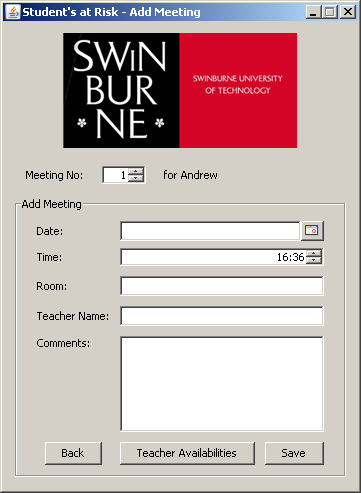 Student's at Risk - Add Meeting
SWIN
BUR
* NE *
SWINBURNE UNIVERSITY
OF TECHNOLOGY
Meeting No: 1 for Andrew
Add Meeting
Date:
Time: 16:36
Room:
Teacher Name:
Comments:
Back Teacher Availabilities Save